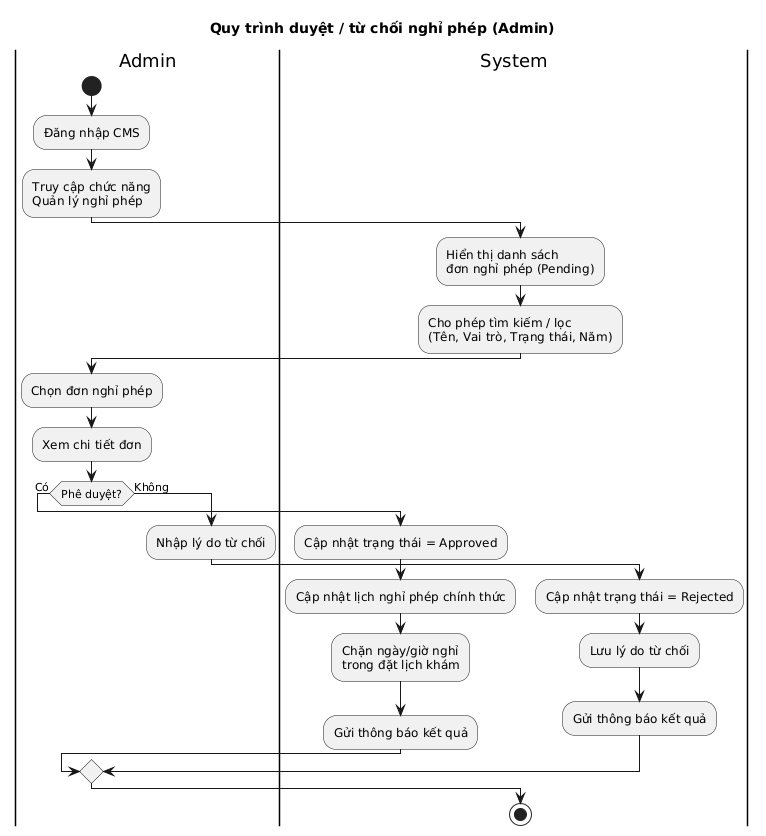 Quy trình duyệt / từ chối nghỉ phép (Admin)
Admin
System
Đăng nhập CMS
Truy cập chức năng
Quản lý nghỉ phép
Hiển thị danh sách
đơn nghỉ phép (Pending)
Cho phép tìm kiếm / lọc
(Tên, Vai trò, Trạng thái, Năm)
Chọn đơn nghỉ phép
Xem chi tiết đơn
Có
Phê duyệt?
Không
Nhập lý do từ chối
Cập nhật trạng thái = Approved
Cập nhật lịch nghỉ phép chính thức
Cập nhật trạng thái = Rejected
Chặn ngày/giờ nghỉ
trong đặt lịch khám
Lưu lý do từ chối
Gửi thông báo kết quả
Gửi thông báo kết quả